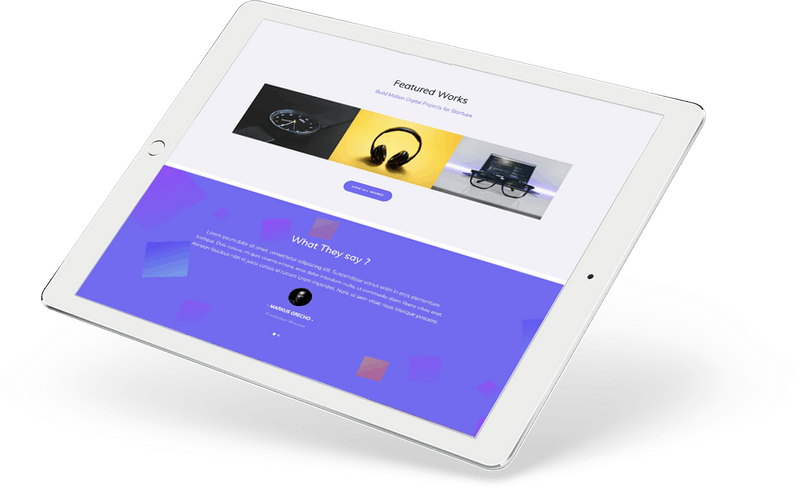 Featured Works
Build Motion Digital Projects for Startups
VIEW ALL WORKS
What They say ?
Lorem ipsum dolor sit amet, consectetur adipiscing elit. Suspendisse varius enim in eros elementum
tristique. Duis cursus, mi quis viverra ornare, eros dolor interdum nulla, ut commodo diam libero vitae erat.
Aenean faucibus nibh et justo cursus id rutrum lorem imperdiet. Nunc ut sem vitae risus tristique posuere.
- MARKUS GRECHO -